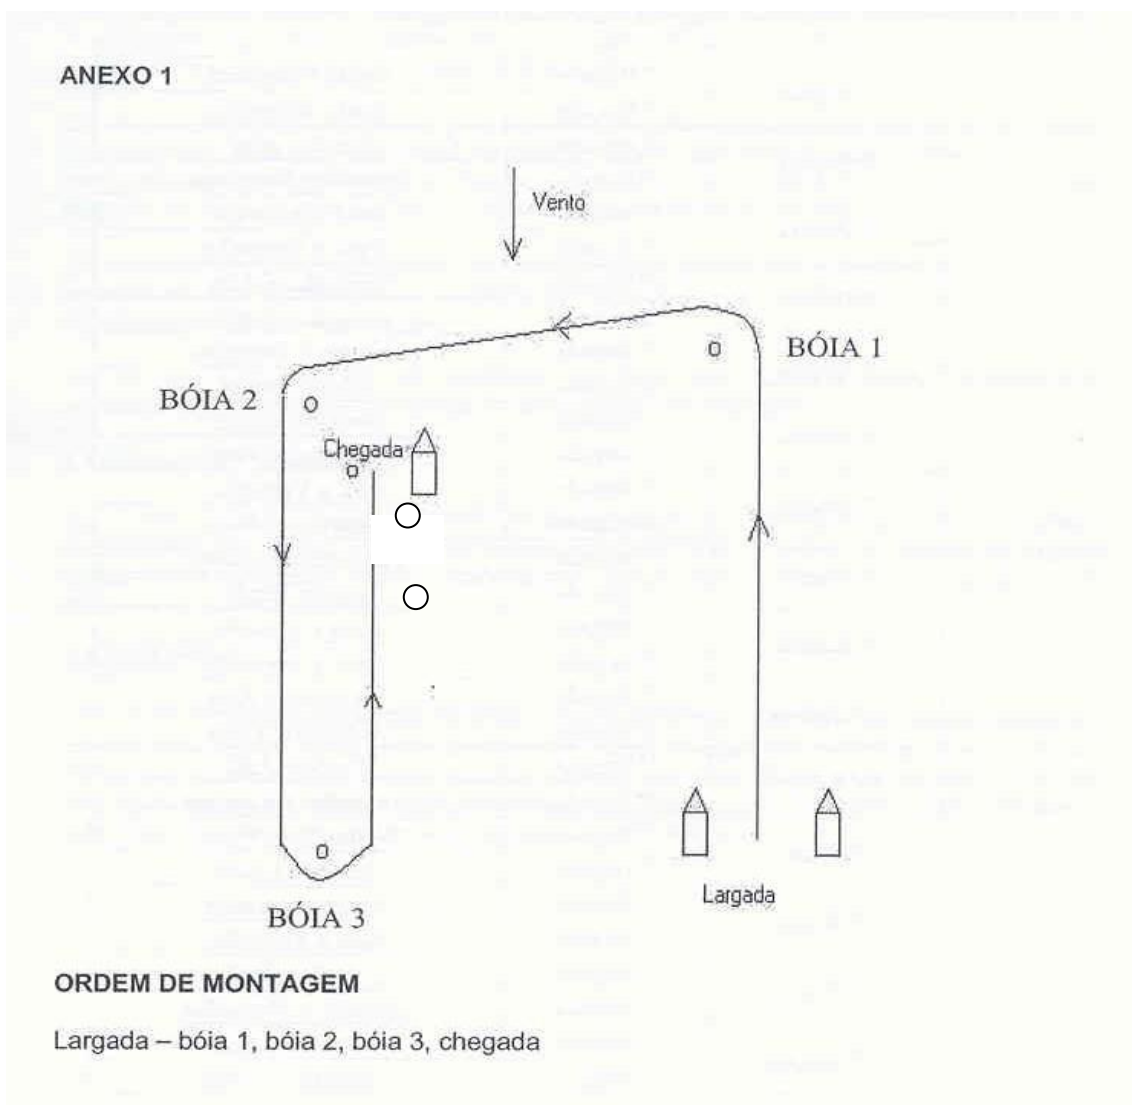 ANEXO 1
Vento
BÓIA 1
BÓIA 2
Chegada
BÓIA 3
Largada
ORDEM DE MONTAGEM
Largada – bóia 1, bóia 2, bóia 3, chegada